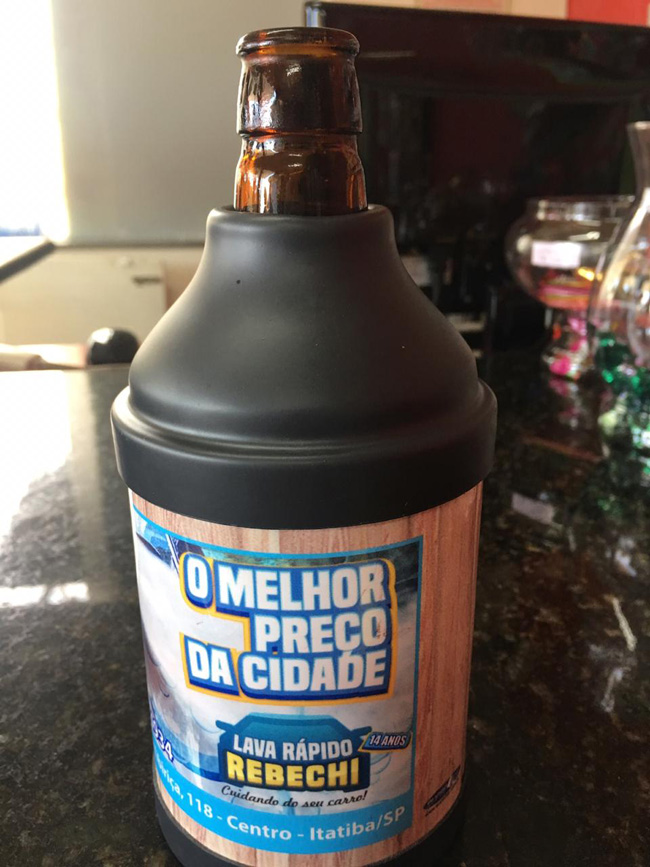 O MELHOR
PREÇO
DA CIDADE
LAVA RÁPIDO
14 ANOS
REBECHI
Cuidando do seu carro!
118 - Centro - Itatiba/SP